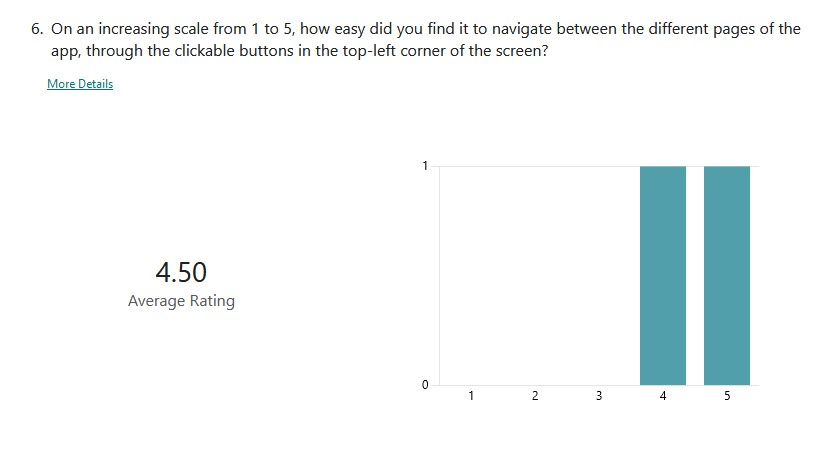 6. On an increasing scale from 1 to 5, how easy did you find it to navigate between the different pages of the
app, through the clickable buttons in the top-left corner of the screen?
More Details
4.50
Average Rating
1
0
1 2 3 4 5